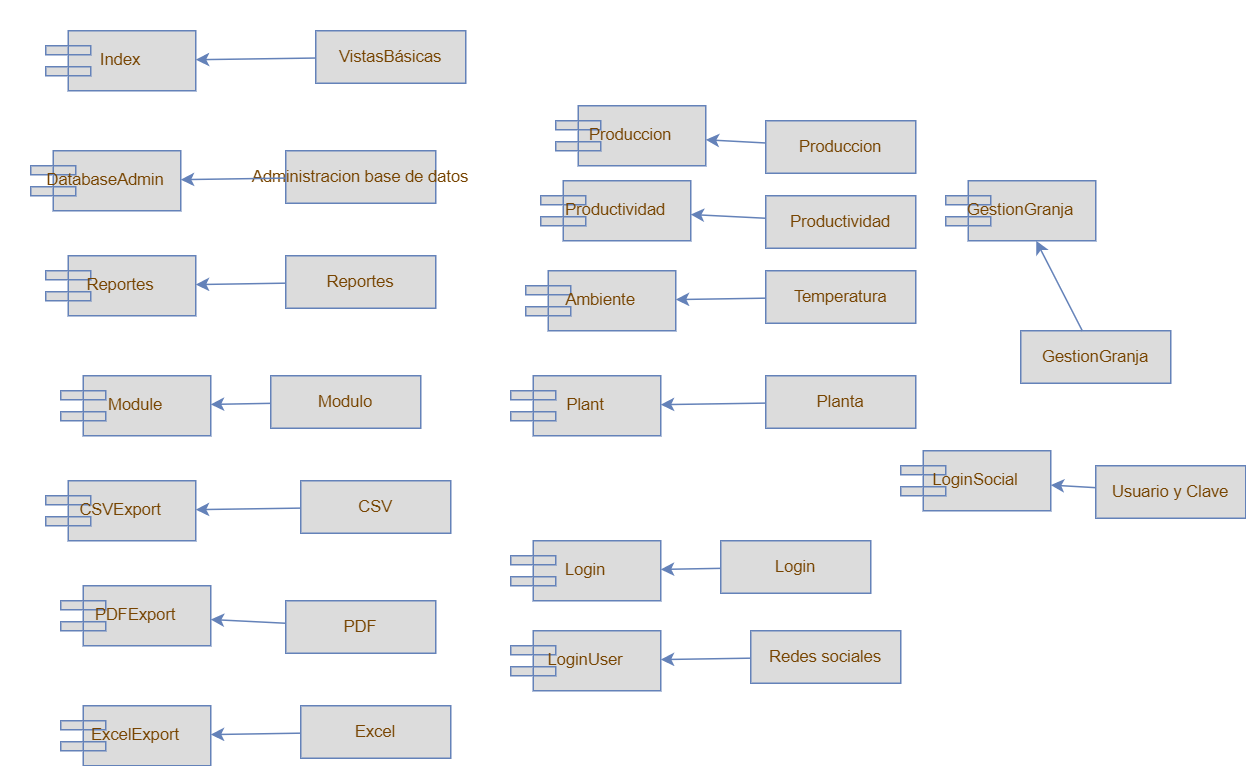 Index
VistasBásicas
DatabaseAdmin
Administracion base de datos
Reportes
Reportes
Module
Modulo
CSVExport
CSV
PDFExport
PDF
ExcelExport
Excel
Produccion
Produccion
Productividad
Productividad
Ambiente
Temperatura
Plant
Planta
Login
Login
LoginUser
Redes sociales
GestionGranja
GestionGranja
LoginSocial
Usuario y Clave